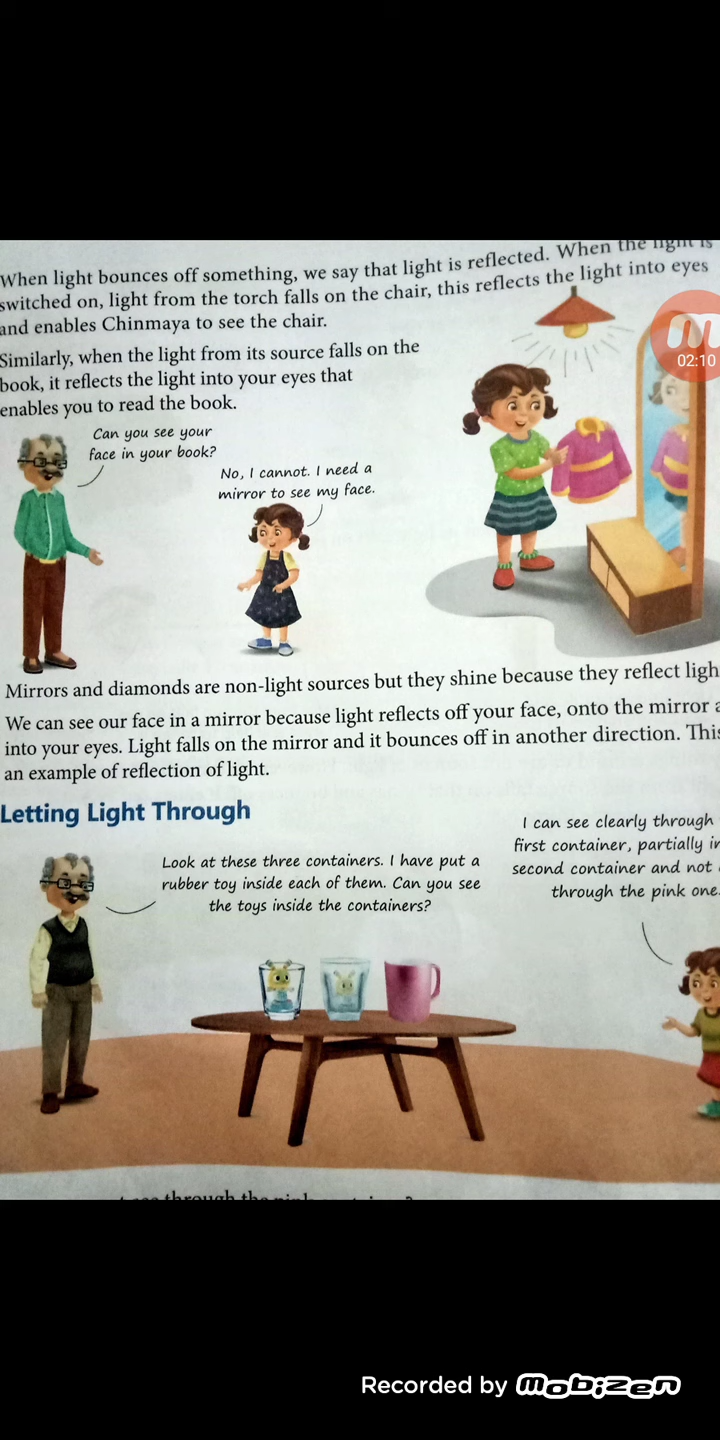 When light bounces off something, we say that light is reflected. When the light is
switched on, light from the torch falls on the chair, this reflects the light into eyes
and enables Chinmaya to see the chair.
Similarly, when the light from its source falls on the
book, it reflects the light into your eyes that
enables you to read the book.
Can you see your
face in your book?
No, I cannot. I need a
mirror to see my face.
02:10
Mirrors and diamonds are non-light sources but they shine because they reflect ligh
We can see our face in a mirror because light reflects off your face, onto the mirror a
into your eyes. Light falls on the mirror and it bounces off in another direction. This
an example of reflection of light.
Letting Light Through
Look at these three containers. I have put a
rubber toy inside each of them. Can you see
the toys inside the containers?
I can see clearly through
first container, partially in
second container and not
through the pink one.
through the pink
Recorded by mobizen